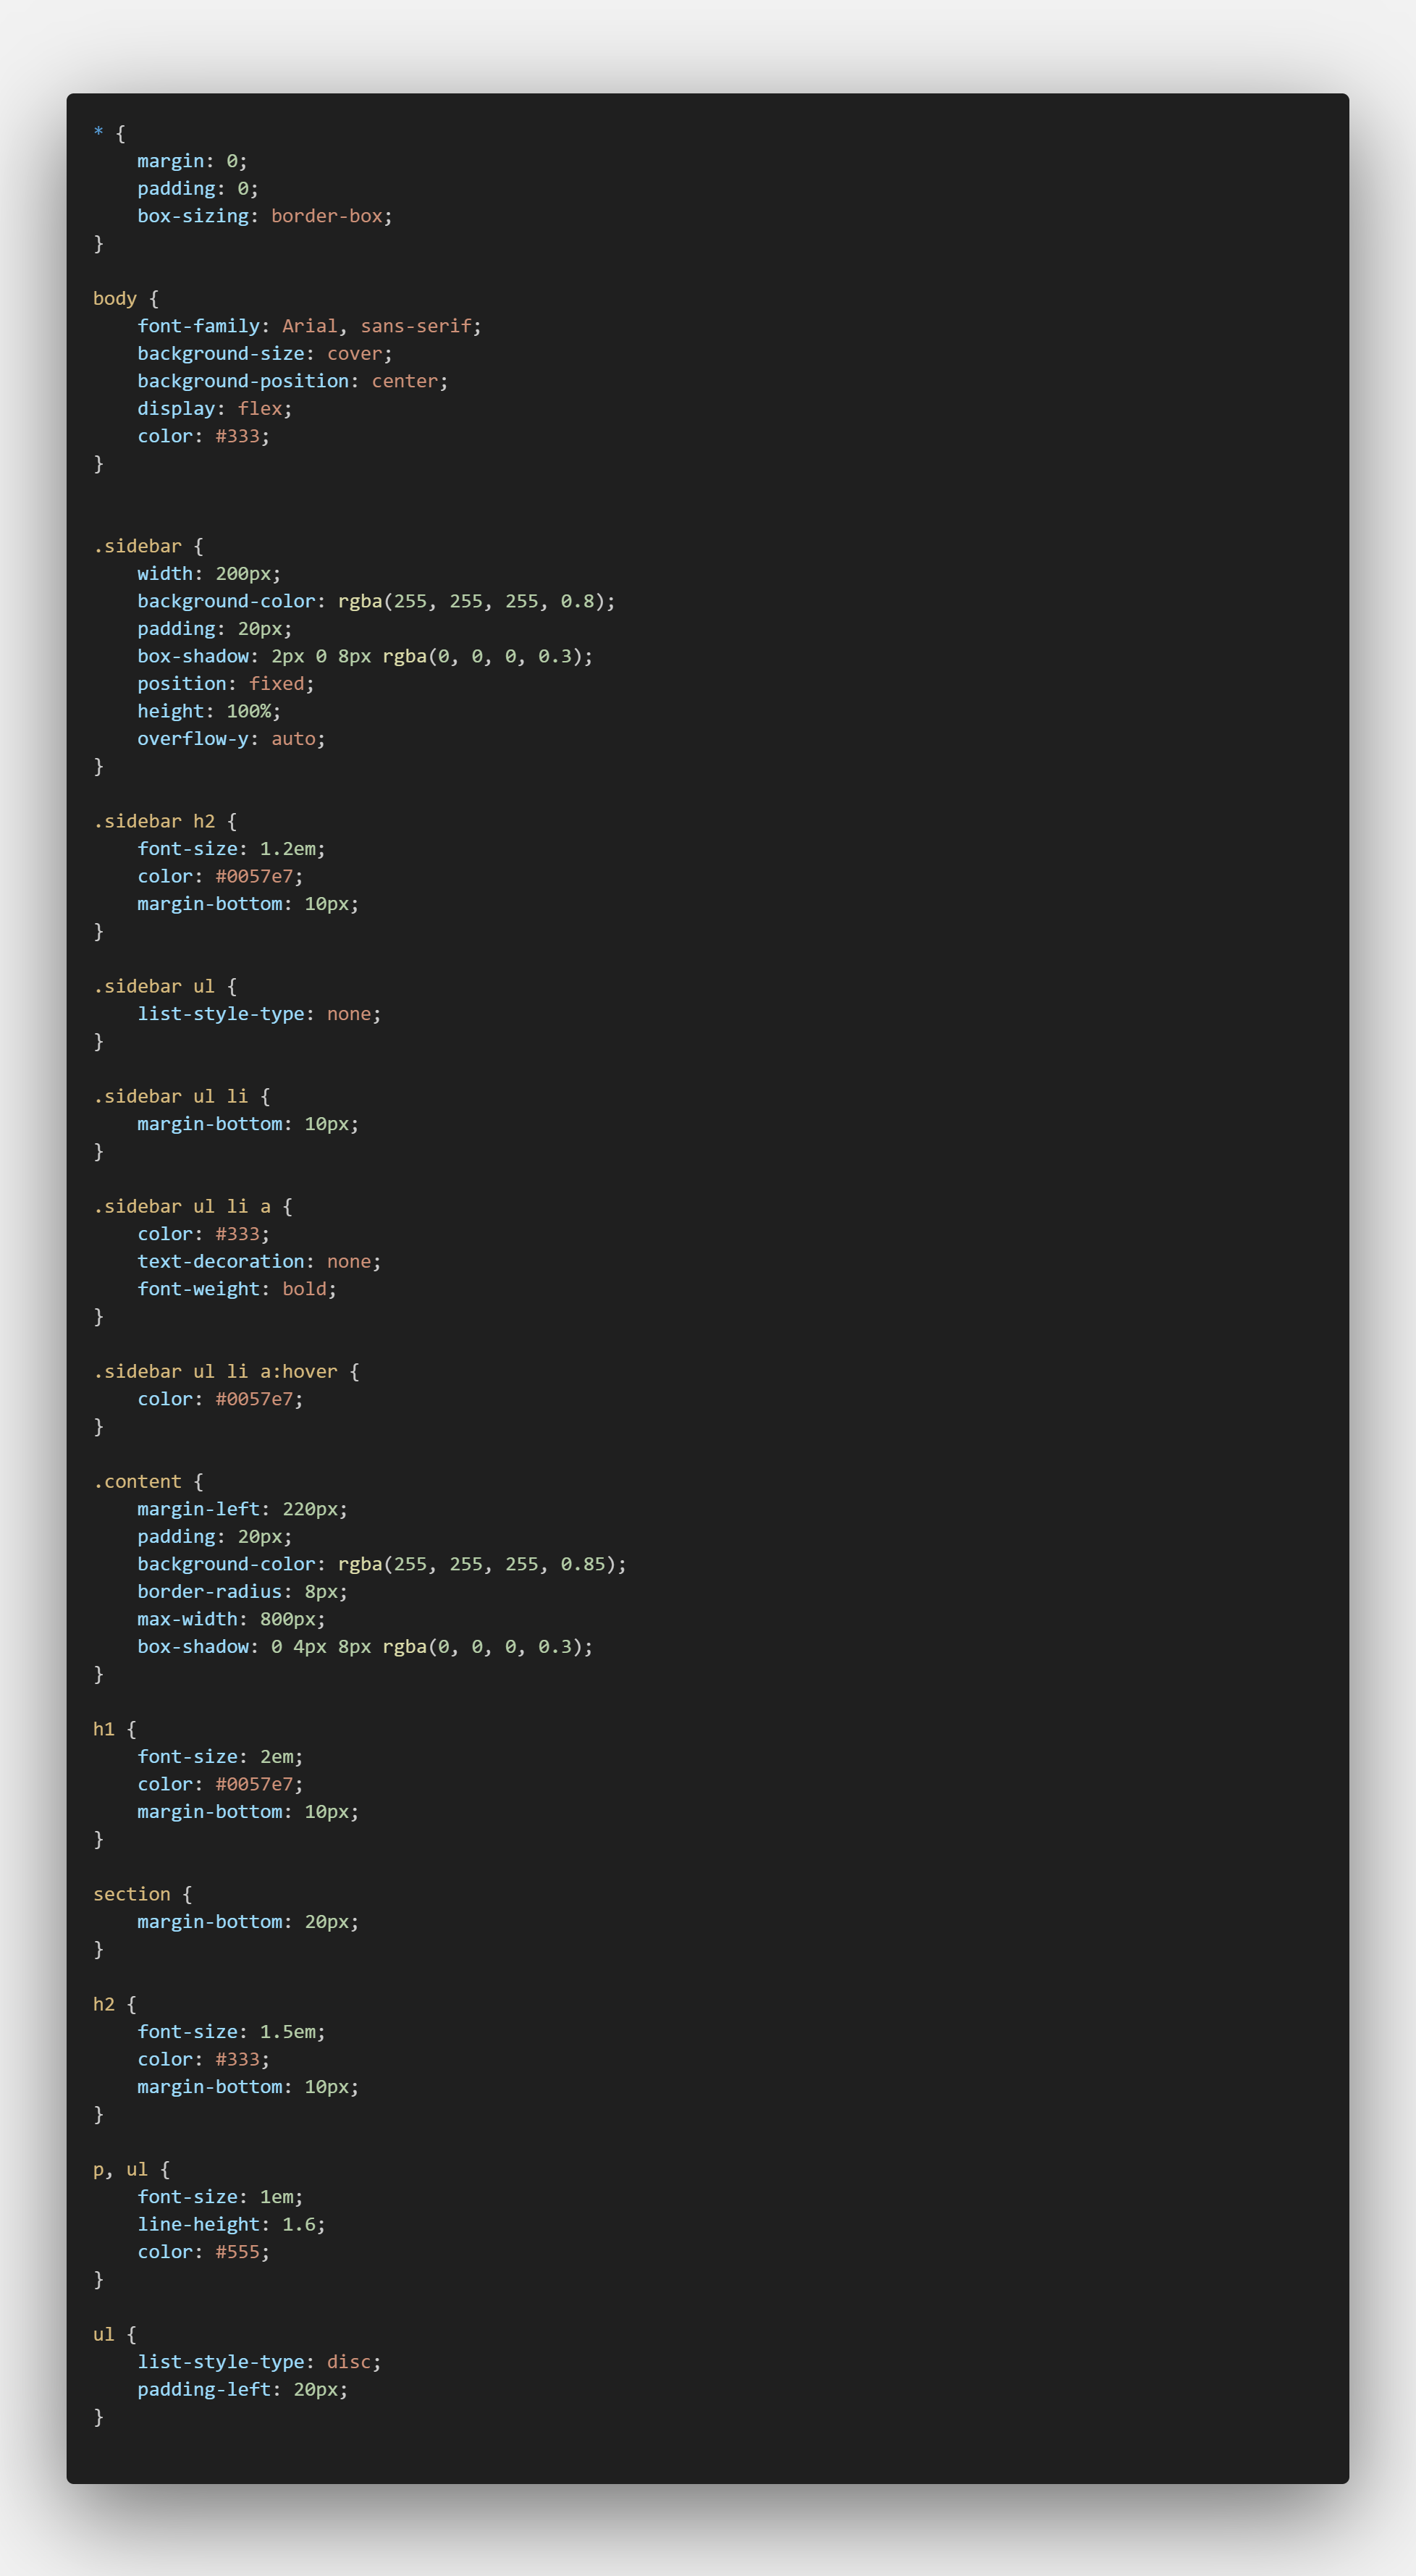 * {
    margin: 0;
    padding: 0;
    box-sizing: border-box;
}

body {
    font-family: Arial, sans-serif;
    background-size: cover;
    background-position: center;
    display: flex;
    color: #333;
}


.sidebar {
    width: 200px;
    background-color: rgba(255, 255, 255, 0.8);
    padding: 20px;
    box-shadow: 2px 0 8px rgba(0, 0, 0, 0.3);
    position: fixed;
    height: 100%;
    overflow-y: auto;
}

.sidebar h2 {
    font-size: 1.2em;
    color: #0057e7;
    margin-bottom: 10px;
}

.sidebar ul {
    list-style-type: none;
}

.sidebar ul li {
    margin-bottom: 10px;
}

.sidebar ul li a {
    color: #333;
    text-decoration: none;
    font-weight: bold;
}

.sidebar ul li a:hover {
    color: #0057e7;
}

.content {
    margin-left: 220px;
    padding: 20px;
    background-color: rgba(255, 255, 255, 0.85);
    border-radius: 8px;
    max-width: 800px;
    box-shadow: 0 4px 8px rgba(0, 0, 0, 0.3);
}

h1 {
    font-size: 2em;
    color: #0057e7;
    margin-bottom: 10px;
}

section {
    margin-bottom: 20px;
}

h2 {
    font-size: 1.5em;
    color: #333;
    margin-bottom: 10px;
}

p, ul {
    font-size: 1em;
    line-height: 1.6;
    color: #555;
}

ul {
    list-style-type: disc;
    padding-left: 20px;
}